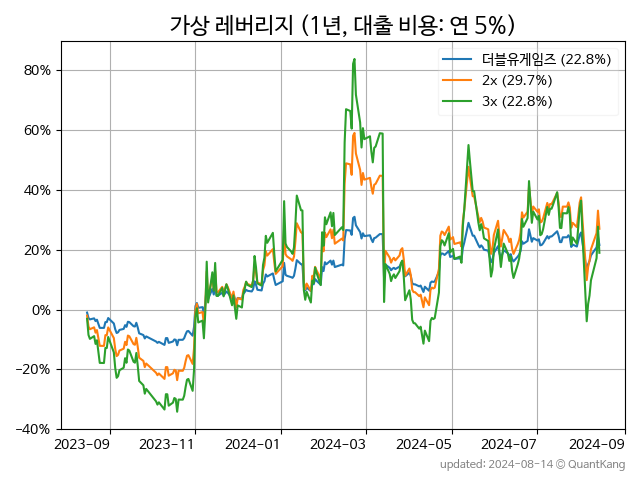 가상 레버리지 (1년, 대출 비용: 연 5%)
더블유게임즈 (22.8%)
2x (29.7%)
3x (22.8%)
80%
60%
40%
20%
0%
−20%
−40%
2023-09
2023-11
2024-01
2024-03
2024-05
2024-07
2024-09
updated: 2024-08-14 © QuantKang